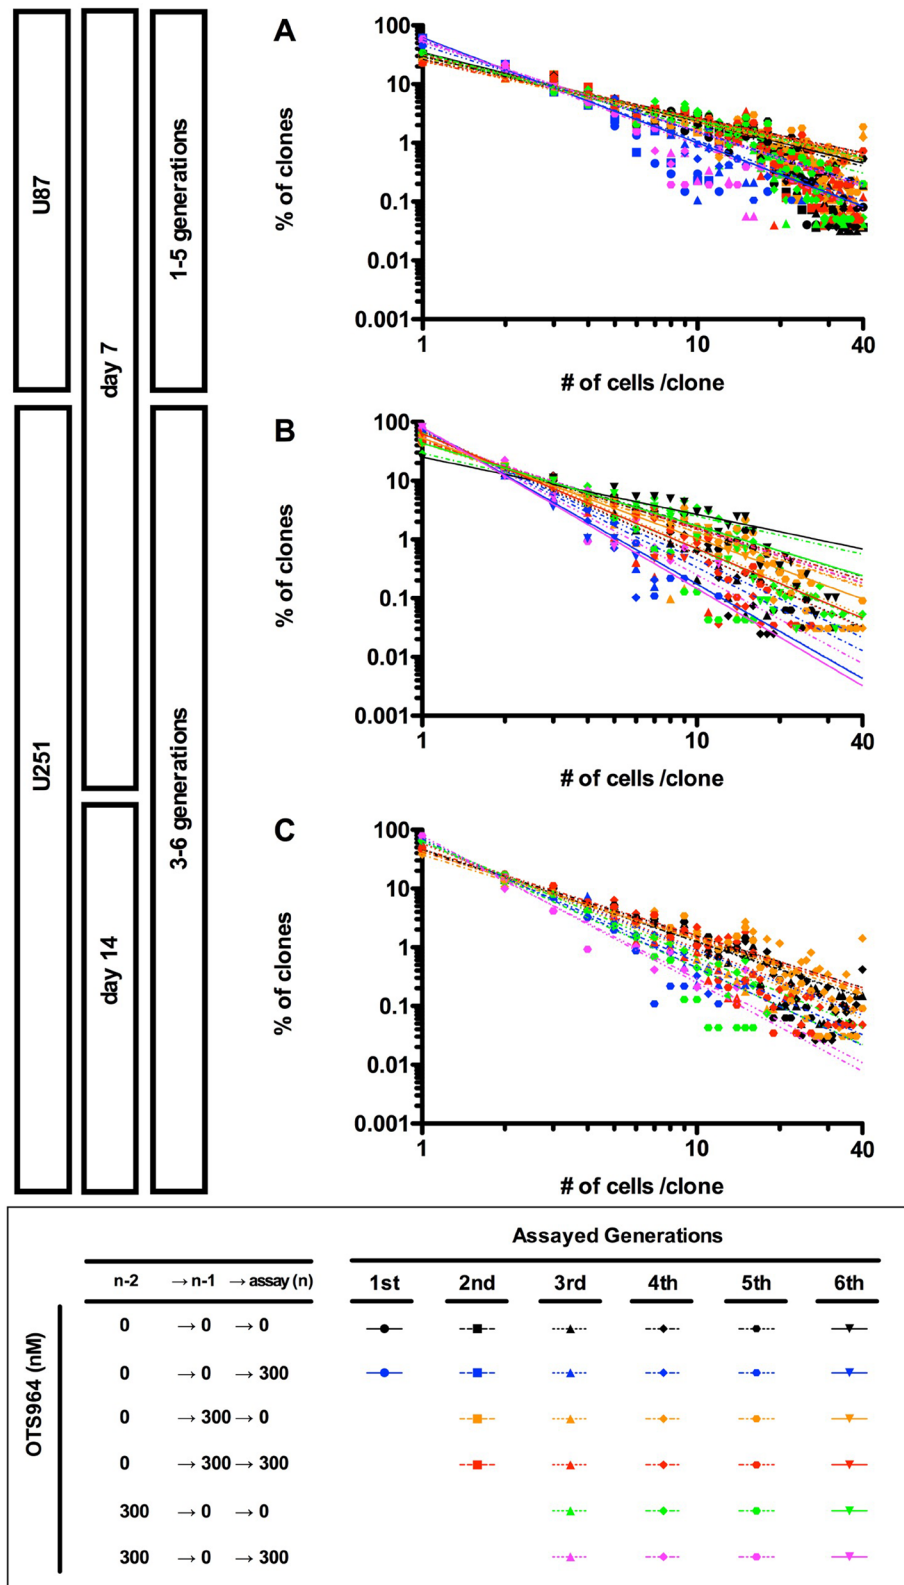 U87
U251
day 7
day 14
1-5 generations
3-6 generations
A
% of clones
100
10
1
0.1
0.01
0.001
1 10 40
# of cells /clone
B
% of clones
100
10
1
0.1
0.01
0.001
1 10 40
# of cells /clone
C
% of clones
100
10
1
0.1
0.01
0.001
1 10 40
# of cells /clone
Assayed Generations
n-2 → n-1 → assay (n) 1st 2nd 3rd 4th 5th 6th
OTS964 (nM)
0 → 0 → 0
0 → 0 → 300
0 → 300 → 0
0 → 300 → 300
300 → 0 → 0
300 → 0 → 300